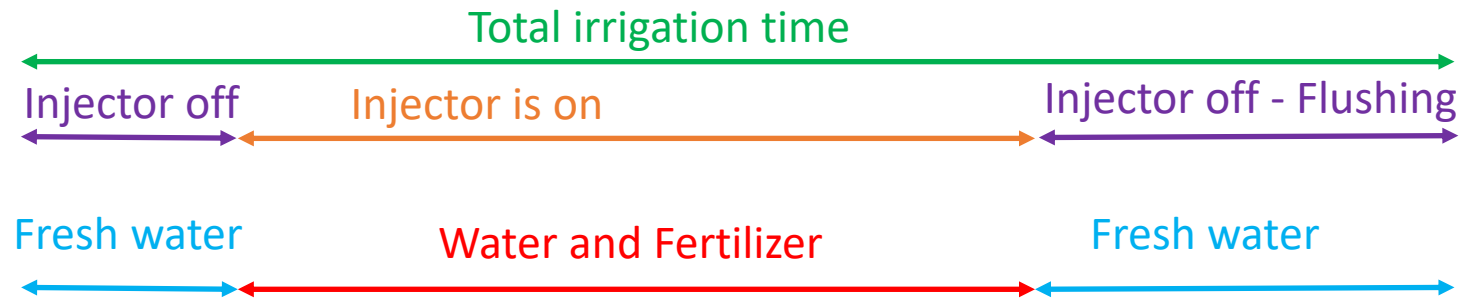 Total irrigation time
Injector off
Injector is on
Injector off - Flushing
Fresh water
Water and Fertilizer
Fresh water